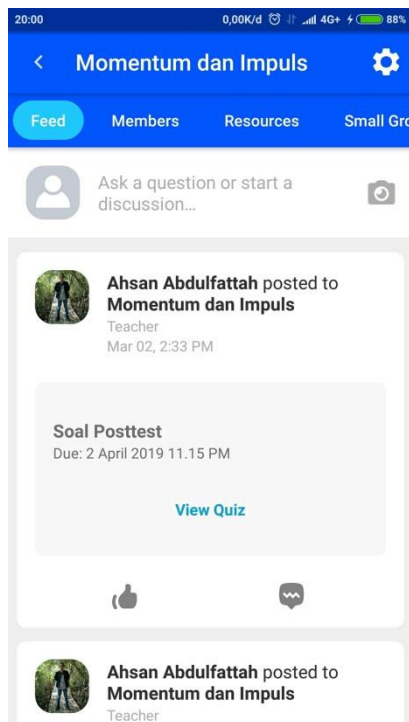 20:00 0,00K/d 4G+ 88%
Momentum dan Impuls
Feed Members Resources Small Gro
Ask a question or start a
discussion...
Ahsan Abdulfattah posted to
Momentum dan Impuls
Teacher
Mar 02, 2:33 PM
Soal Posttest
Due: 2 April 2019 11.15 PM
View Quiz
Ahsan Abdulfattah posted to
Momentum dan Impuls
Teacher